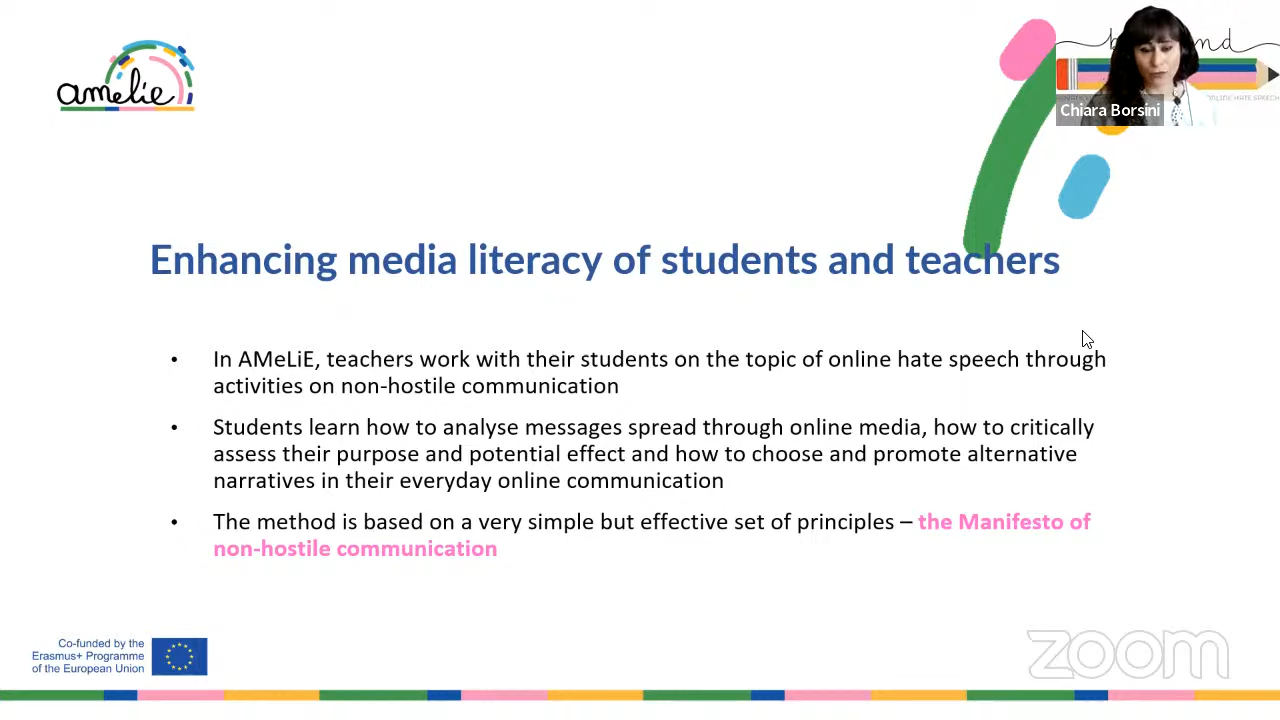 amelie
Chiara Borsini
ONLINE HATE SPEECH
Enhancing media literacy of students and teachers
• In AMeLiE, teachers work with their students on the topic of online hate speech through
activities on non-hostile communication
• Students learn how to analyse messages spread through online media, how to critically
assess their purpose and potential effect and how to choose and promote alternative
narratives in their everyday online communication
• The method is based on a very simple but effective set of principles – the Manifesto of
non-hostile communication
Co-funded by the
Erasmus+ Programme
of the European Union
zoom